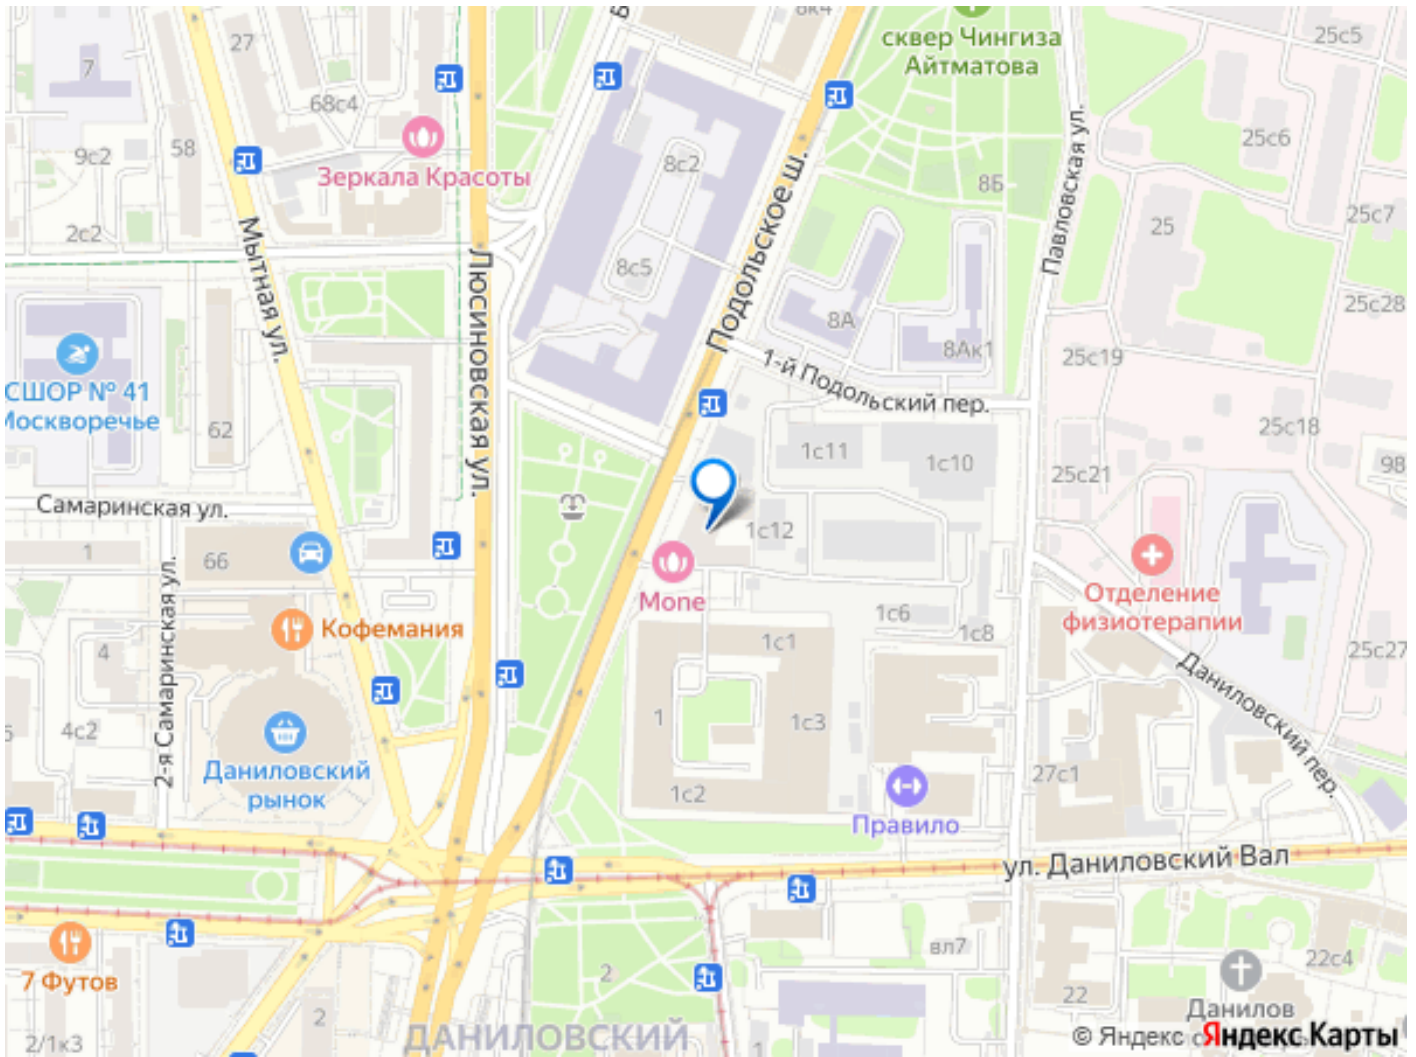 27
8к4
сквер Чингиза
Айтматова
25с5
7
68с4
9с2
58
Зеркала Красоты
8с2
8Б
25с6
Павловская ул.
2с2
Мытная ул.
Люсиновская ул.
8с5
Подольское ш.
25
25с7
8А
8Ак1
25с28
СШОР № 41
Москворечье
62
1-й Подольский пер.
25с19
25с18
1с11
1с10
25с21
98
Самаринская ул.
1
66
2-я Самаринская ул.
1с12
Моne
Отделение
физиотерапии
Кофемания
1с6
1с8
1с1
4
4с2
1
1с3
25с27
Даниловский пер.
Даниловский
рынок
1с2
27с1
Правило
ул. Даниловский Вал
7 Футов
2
вл7
22
22с4
Данилов
2
2/1к3
ДАНИЛОВСКИЙ
© Яндекс
Яндекс Карты